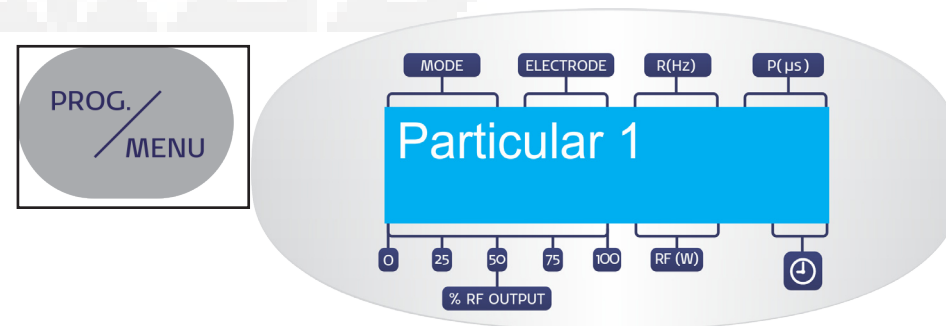 PROG.
MENU
MODE ELECTRODE R(Hz) P(µs)
Particular 1
0 25 50 75 100 RF (W)
% RF OUTPUT